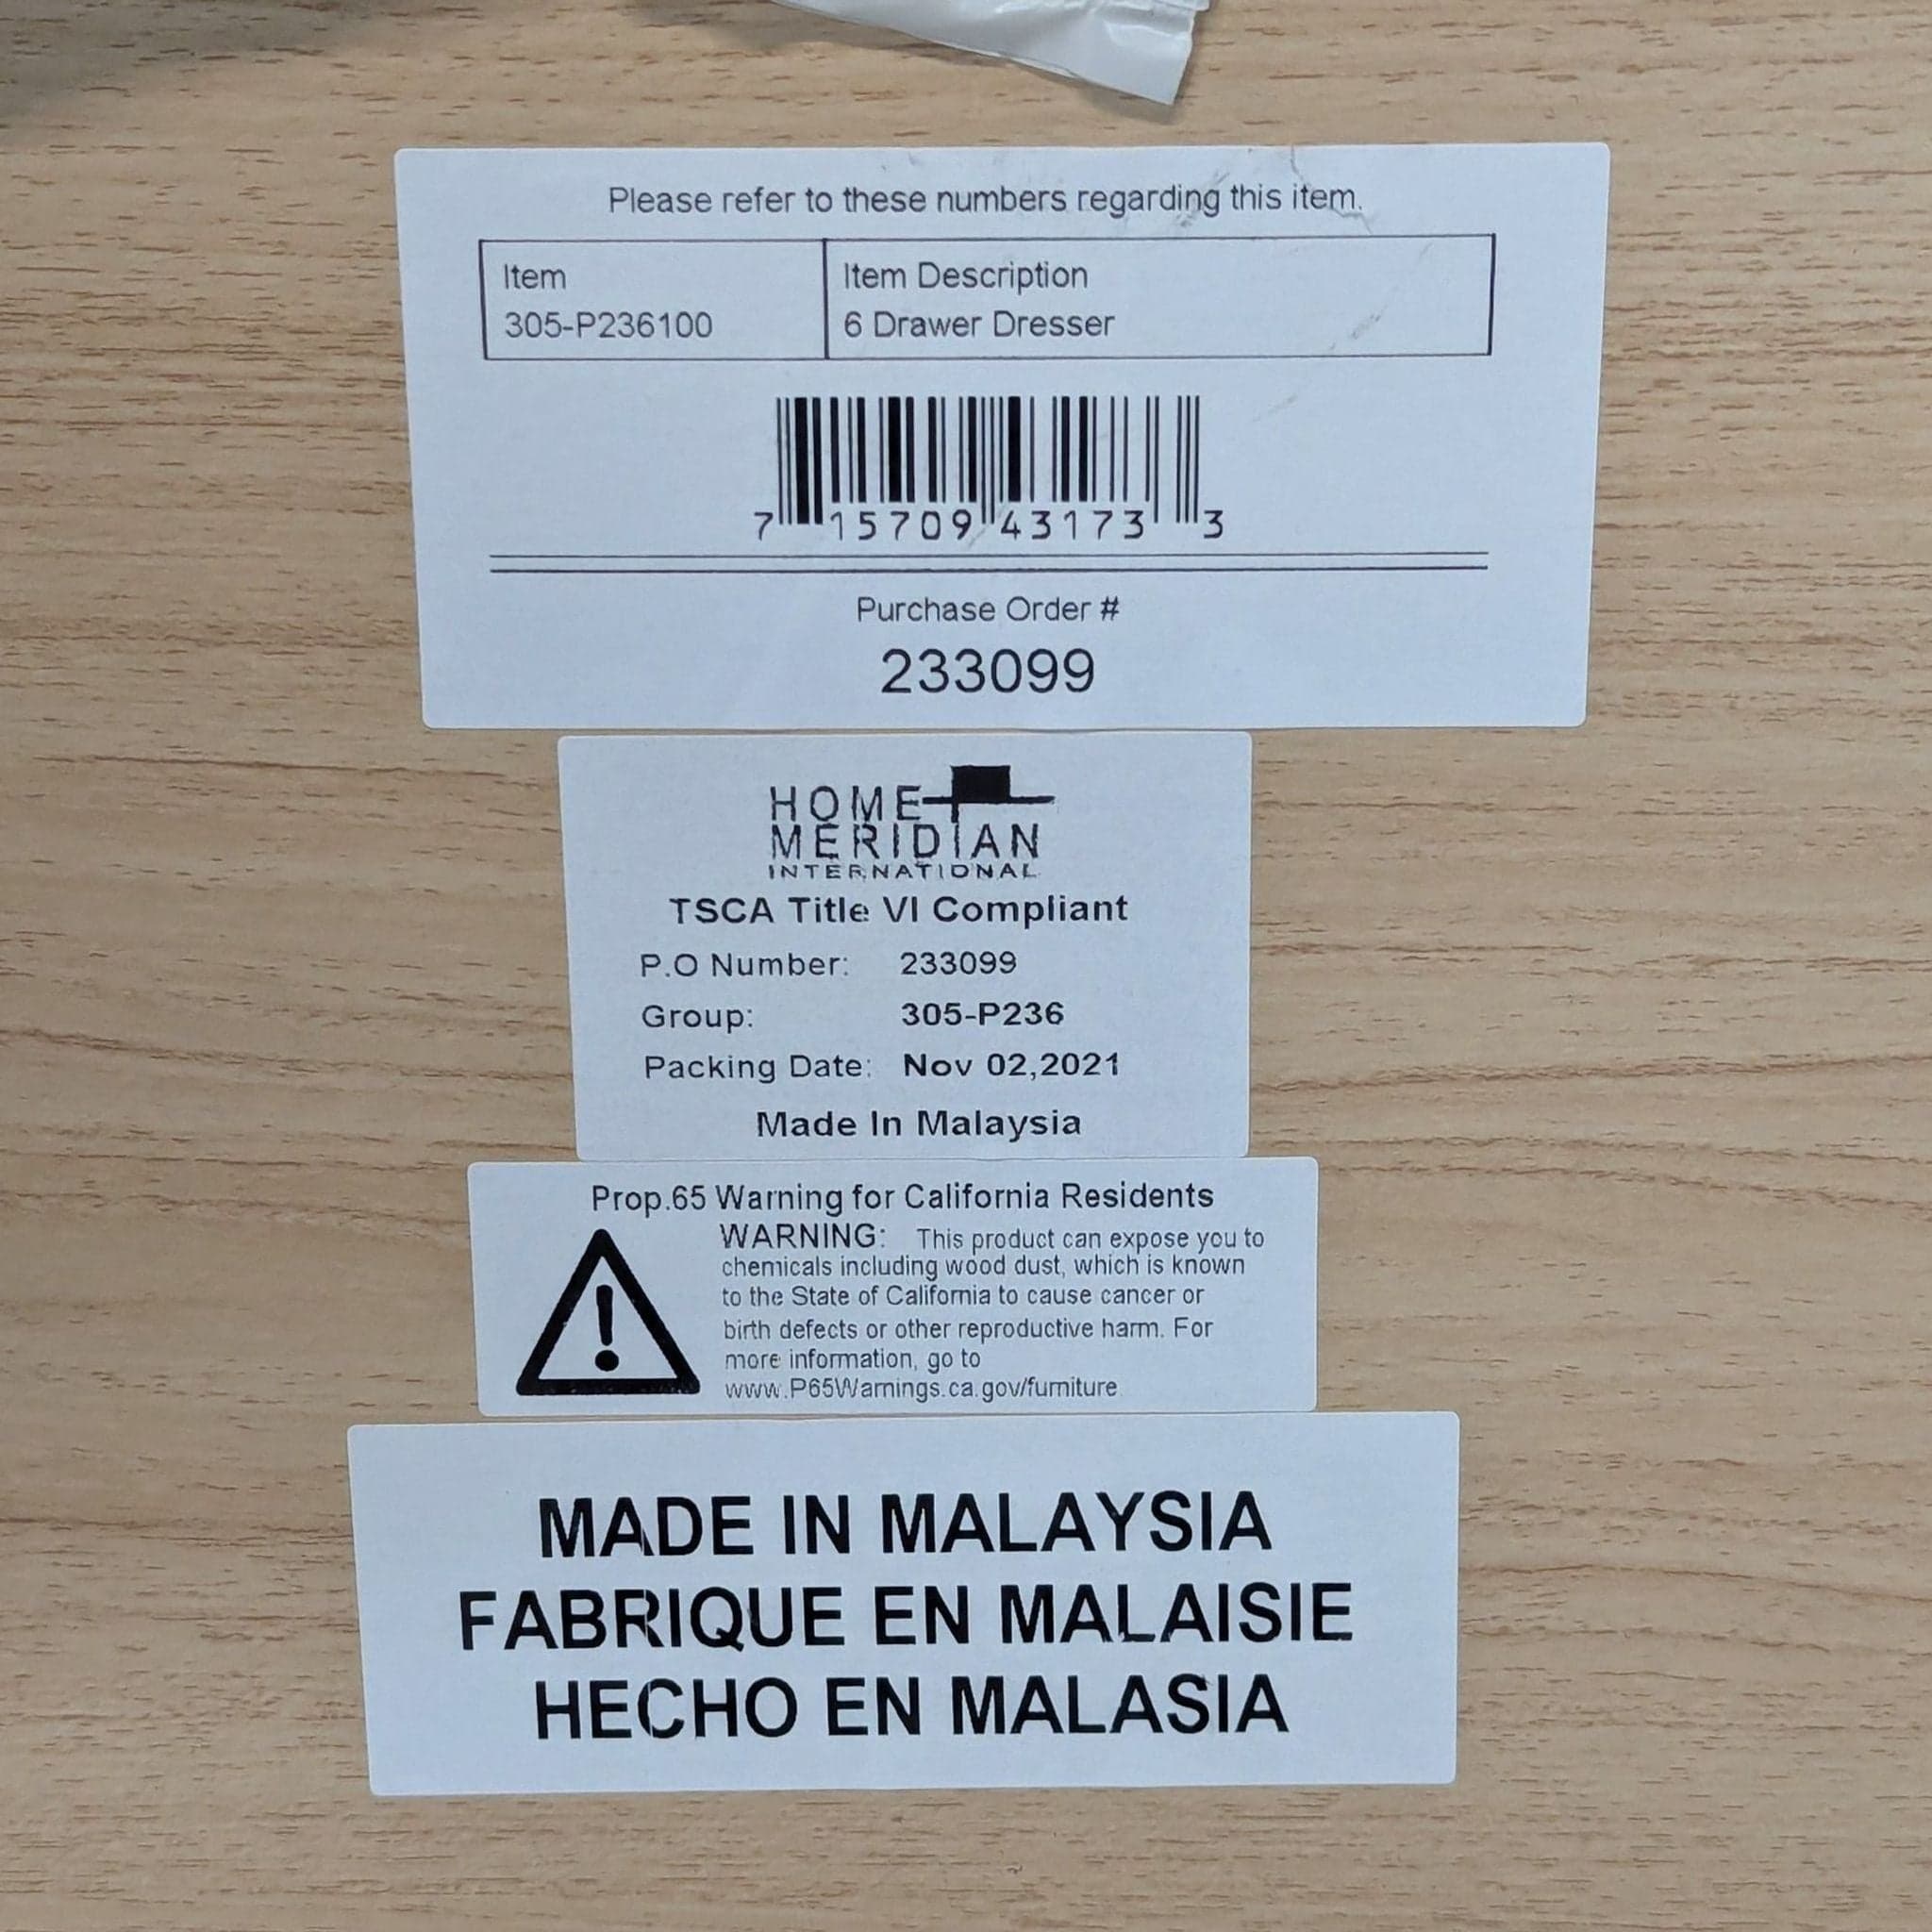 Please refer to these numbers regarding this item.
Item
305-P236100
Item Description
6 Drawer Dresser
7 15709 43173 3
Purchase Order #
233099
HOME
MERIDIAN
INTERNATIONAL
TSCA Title VI Compliant
P.O Number: 233099
Group: 305-P236
Packing Date: Nov 02,2021
Made In Malaysia
Prop.65 Warning for California Residents
WARNING: This product can expose you to
chemicals including wood dust, which is known
to the State of California to cause cancer or
birth defects or other reproductive harm. For
more information, go to
www.P65Warnings.ca.gov/furniture
MADE IN MALAYSIA
FABRIQUE EN MALAISIE
HECHO EN MALASIA